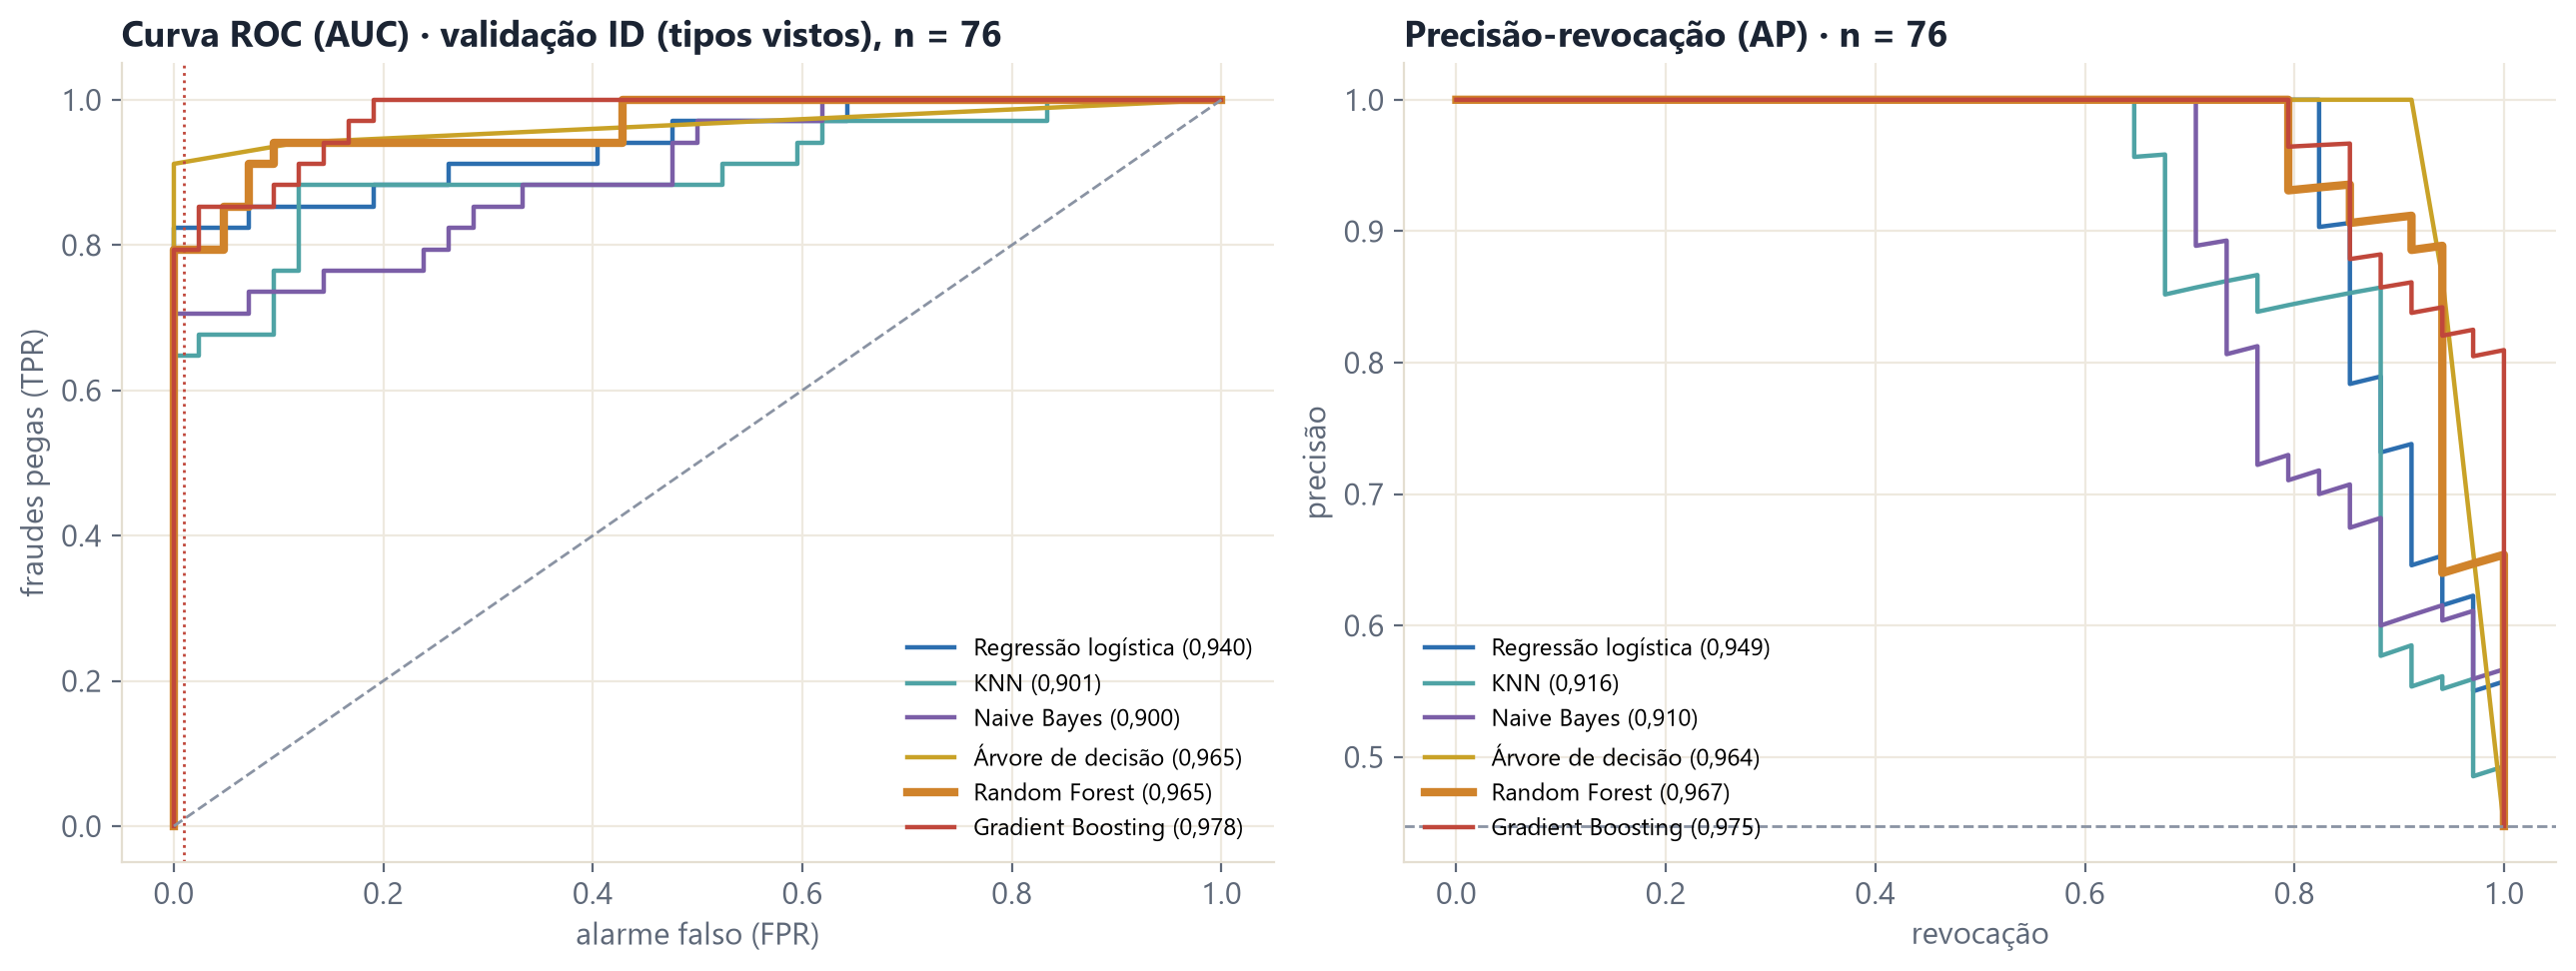 Curva ROC (AUC) · validação ID (tipos vistos), n = 76
fraudes pegas (TPR)
1.0
0.8
0.6
0.4
0.2
0.0
Regressão logística (0,940)
KNN (0,901)
Naive Bayes (0,900)
Árvore de decisão (0,965)
Random Forest (0,965)
Gradient Boosting (0,978)
0.0 0.2 0.4 0.6 0.8 1.0
alarme falso (FPR)
Precisão-revocação (AP) · n = 76
precisão
1.0
0.9
0.8
0.7
0.6
0.5
Regressão logística (0,949)
KNN (0,916)
Naive Bayes (0,910)
Árvore de decisão (0,964)
Random Forest (0,967)
Gradient Boosting (0,975)
0.0 0.2 0.4 0.6 0.8 1.0
revocação